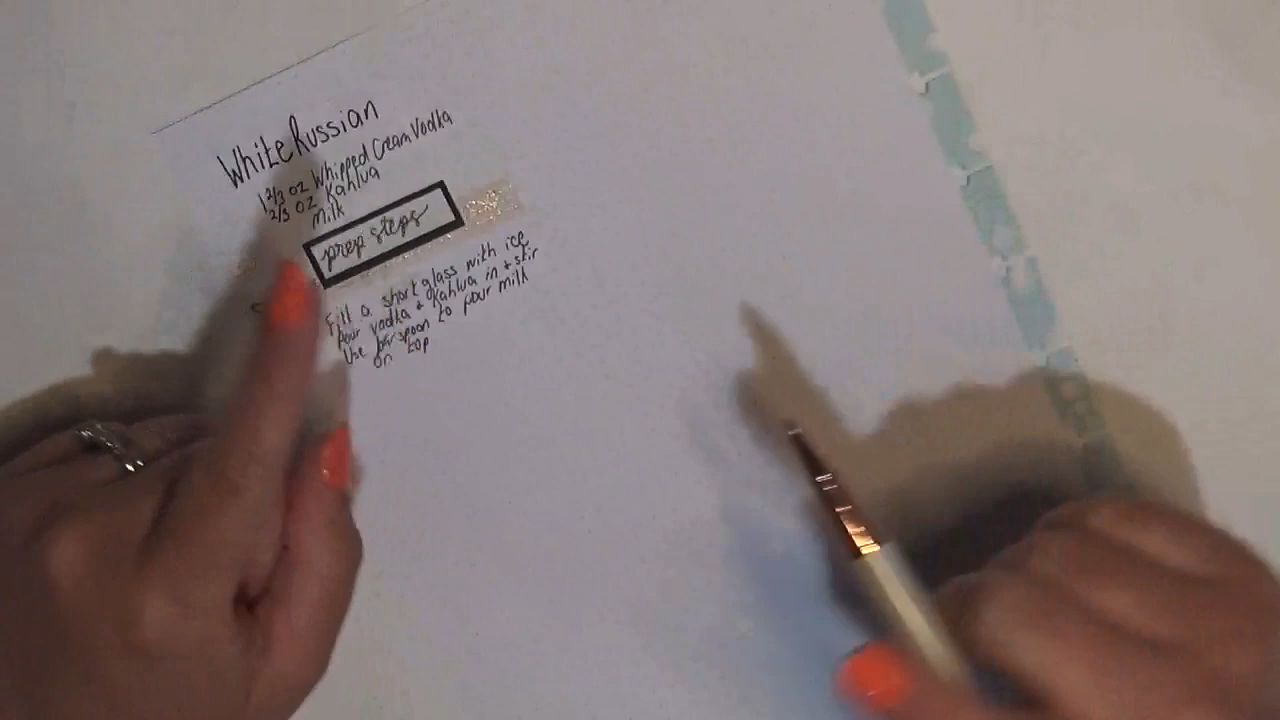 White Russian
1 2/3 oz Whipped Cream Vodka
2/3 oz Kahlua
Milk
prep steps
Fill a short glass with ice
Pour vodka + Kahlua in + stir
Use bar spoon to pour milk
on top